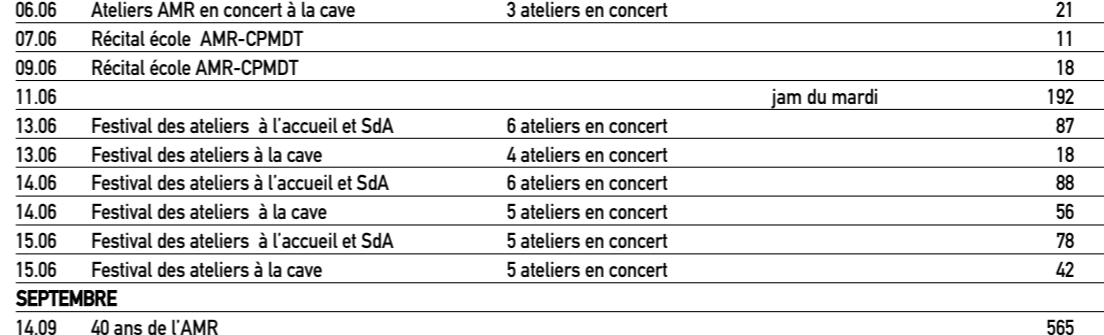 06.06 Ateliers AMR en concert à la cave 3 ateliers en concert 21
07.06 Récital école AMR-CPMDT 11
09.06 Récital école AMR-CPMDT 18
11.06 jam du mardi 192
13.06 Festival des ateliers à l'accueil et SdA 6 ateliers en concert 87
13.06 Festival des ateliers à la cave 4 ateliers en concert 18
14.06 Festival des ateliers à l'accueil et SdA 6 ateliers en concert 88
14.06 Festival des ateliers à la cave 5 ateliers en concert 56
15.06 Festival des ateliers à l'accueil et SdA 5 ateliers en concert 78
15.06 Festival des ateliers à la cave 5 ateliers en concert 42
SEPTEMBRE
14.09 40 ans de l'AMR 565